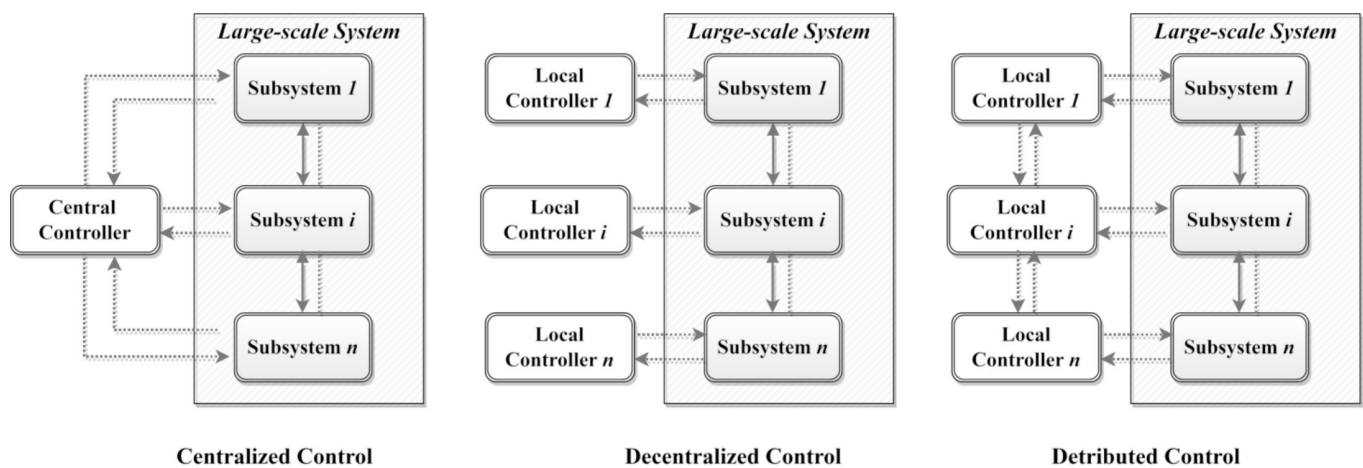 Large-scale System
Subsystem 1
Central
Controller
Subsystem i
Subsystem n
Centralized Control
Large-scale System
Local
Controller 1
Subsystem 1
Local
Controller i
Subsystem i
Local
Controller n
Subsystem n
Decentralized Control
Large-scale System
Local
Controller 1
Subsystem 1
Local
Controller i
Subsystem i
Local
Controller n
Subsystem n
Detributed Control